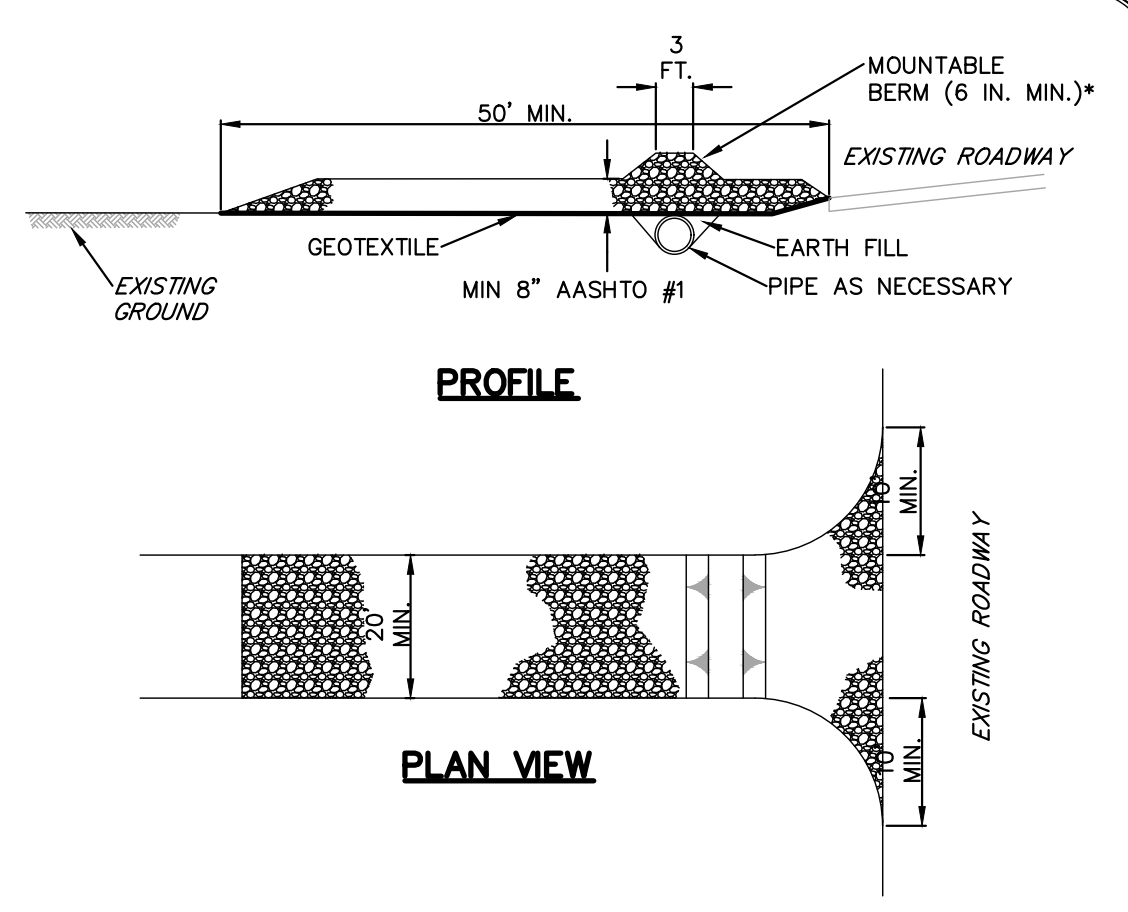 3
FT.
MOUNTABLE
BERM (6 IN. MIN.)*
50' MIN.
EXISTING ROADWAY
GEOTEXTILE
EARTH FILL
EXISTING
GROUND
MIN 8" AASHTO #1
PIPE AS NECESSARY
PROFILE
10'
MIN.
20'
MIN.
EXISTING ROADWAY
PLAN VIEW
10'
MIN.